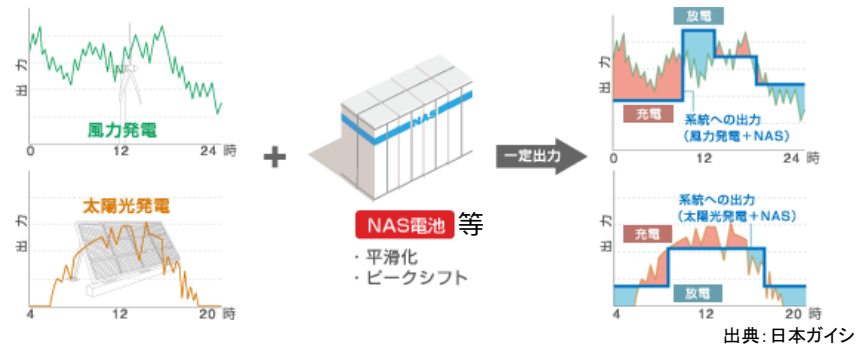 出力
風力発電
0 12 24 時
出力
太陽光発電
4 12 20 時
NAS
NAS電池 等
・平滑化
・ピークシフト
一定出力
放電
出力
充電
系統への出力
(風力発電+NAS)
0 12 24 時
系統への出力
(太陽光発電+NAS)
出力
充電
放電
4 12 20 時
出典:日本ガイシ